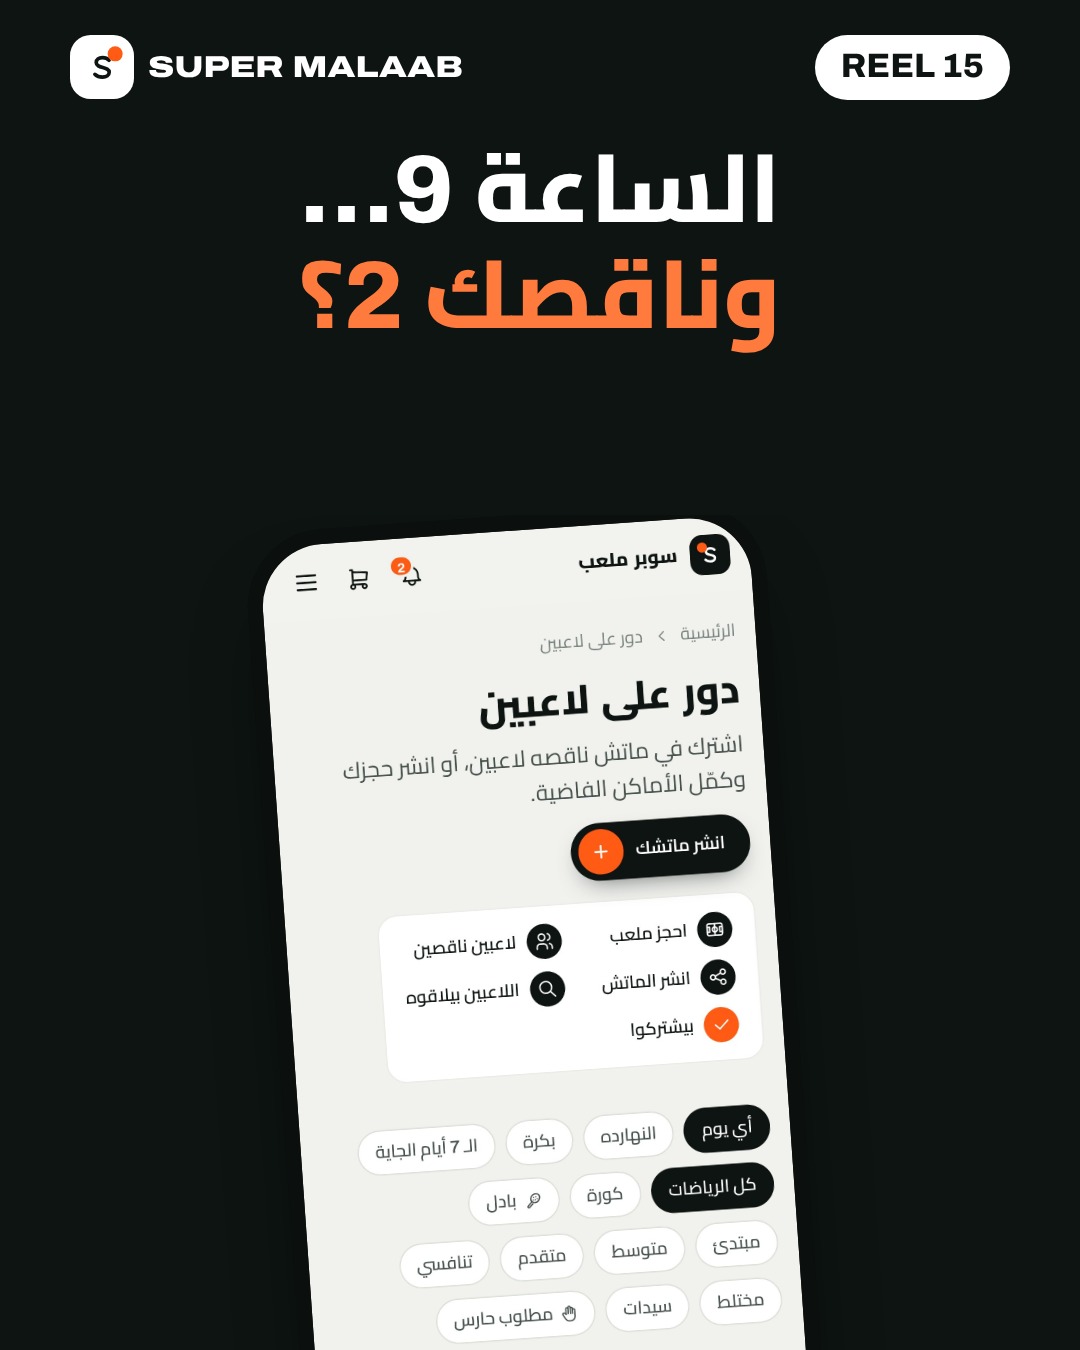 SUPER MALAAB
REEL 15
الساعة 9...
وناقصك 2؟
سوبر ملعب
2
الرئيسية › دور على لاعبين
دور على لاعبين
اشترك في ماتش ناقصه لاعبين، أو انشر حجزك
وكمّل الأماكن الفاضية.
انشر ماتشك +
احجز ملعب
لاعبين ناقصين
انشر الماتش
اللاعبين بيلاقوه
بيشتركوا
أي يوم النهارده بكرة الـ 7 أيام الجاية
كل الرياضات كورة بادل
مبتدئ متوسط متقدم تنافسي
مختلط سيدات مطلوب حارس